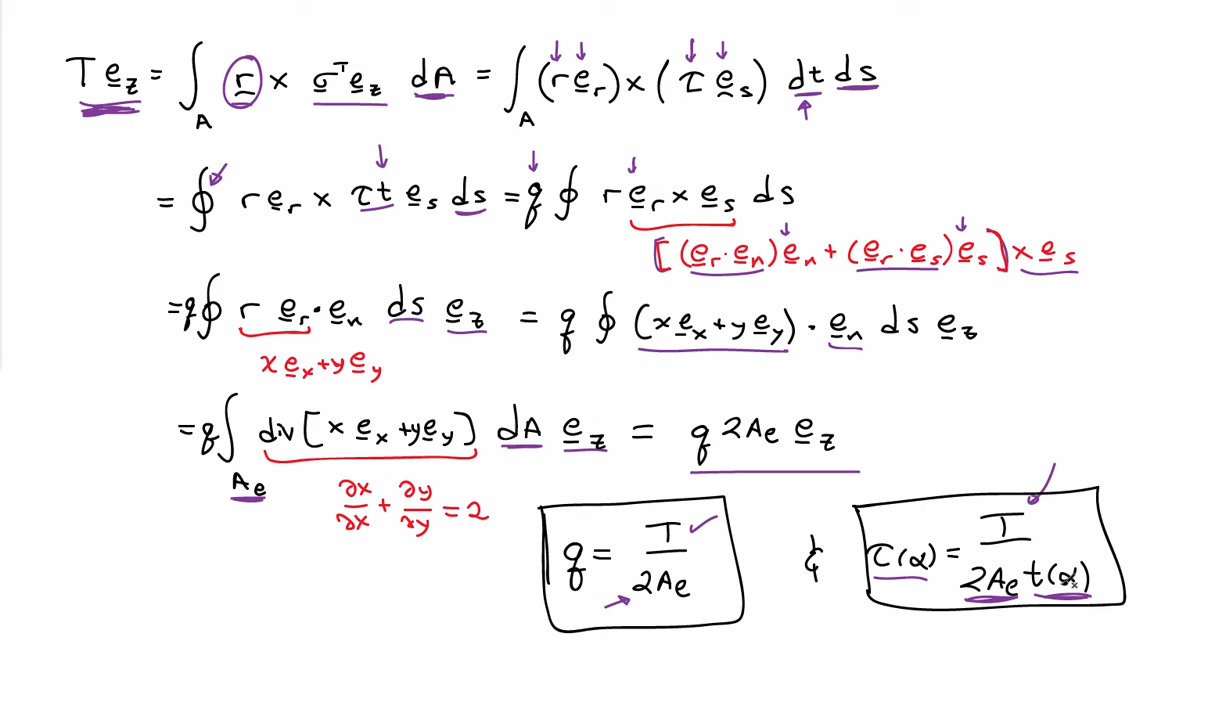 T e_z = ∫_A r × σ^T e_z dA = ∫_A (r e_r) × (τ e_s) dt ds
= ∮ r e_r × τt e_s ds = q ∮ r e_r × e_s ds
[(e_r · e_n) e_n + (e_r · e_s) e_s] × e_s
= q ∮ r e_r · e_n ds e_z = q ∮ (x e_x + y e_y) · e_n ds e_z
x e_x + y e_y
= q ∫_{A_e} div [x e_x + y e_y] dA e_z = q 2A_e e_z
∂x/∂x + ∂y/∂y = 2
q = T / 2A_e & τ(α) = T / 2A_e t(α)